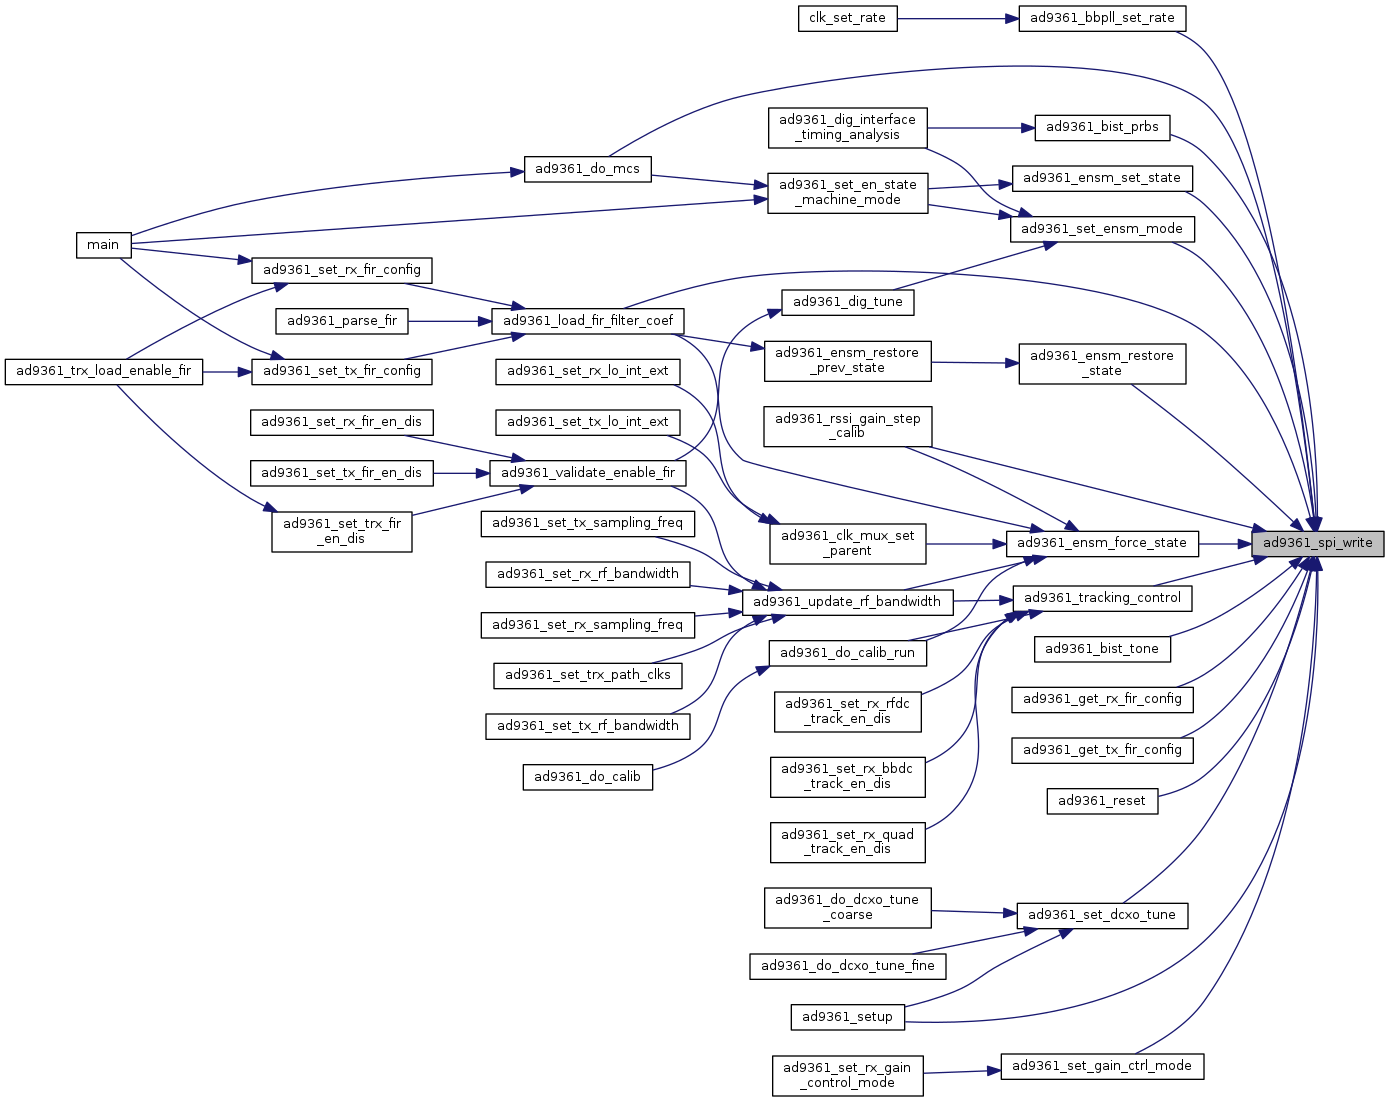 clk_set_rate
ad9361_bbpll_set_rate
ad9361_dig_interface
_timing_analysis
ad9361_bist_prbs
ad9361_do_mcs
ad9361_set_en_state
_machine_mode
ad9361_ensm_set_state
ad9361_set_ensm_mode
main
ad9361_set_rx_fir_config
ad9361_dig_tune
ad9361_parse_fir
ad9361_load_fir_filter_coef
ad9361_trx_load_enable_fir
ad9361_set_tx_fir_config
ad9361_set_rx_lo_int_ext
ad9361_ensm_restore
_prev_state
ad9361_ensm_restore
_state
ad9361_set_rx_fir_en_dis
ad9361_set_tx_lo_int_ext
ad9361_rssi_gain_step
_calib
ad9361_set_tx_fir_en_dis
ad9361_validate_enable_fir
ad9361_set_trx_fir
_en_dis
ad9361_set_tx_sampling_freq
ad9361_clk_mux_set
_parent
ad9361_ensm_force_state
ad9361_spi_write
ad9361_set_rx_rf_bandwidth
ad9361_update_rf_bandwidth
ad9361_tracking_control
ad9361_set_rx_sampling_freq
ad9361_do_calib_run
ad9361_bist_tone
ad9361_set_trx_path_clks
ad9361_set_rx_rfdc
_track_en_dis
ad9361_get_rx_fir_config
ad9361_set_tx_rf_bandwidth
ad9361_get_tx_fir_config
ad9361_do_calib
ad9361_set_rx_bbdc
_track_en_dis
ad9361_reset
ad9361_set_rx_quad
_track_en_dis
ad9361_do_dcxo_tune
_coarse
ad9361_set_dcxo_tune
ad9361_do_dcxo_tune_fine
ad9361_setup
ad9361_set_rx_gain
_control_mode
ad9361_set_gain_ctrl_mode